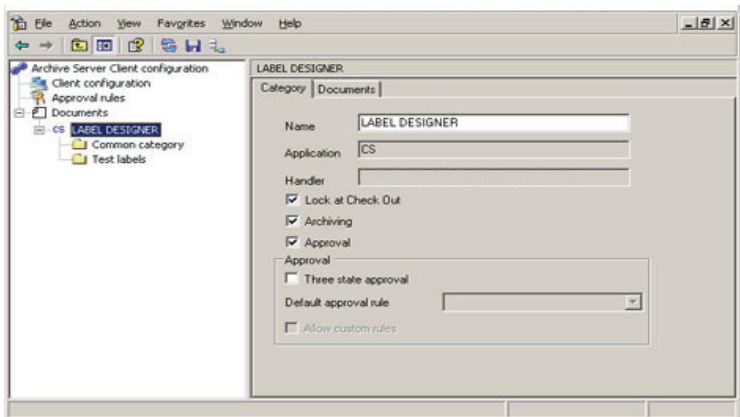 File Action View Favorites Window Help
Archive Server Client configuration
Client configuration
Approval rules
Documents
CS LABEL DESIGNER
Common category
Test labels
LABEL DESIGNER
Category Documents
Name LABEL DESIGNER
Application CS
Handler
Lock at Check Out
Archiving
Approval
Approval
Three state approval
Default approval rule
Allow custom rules